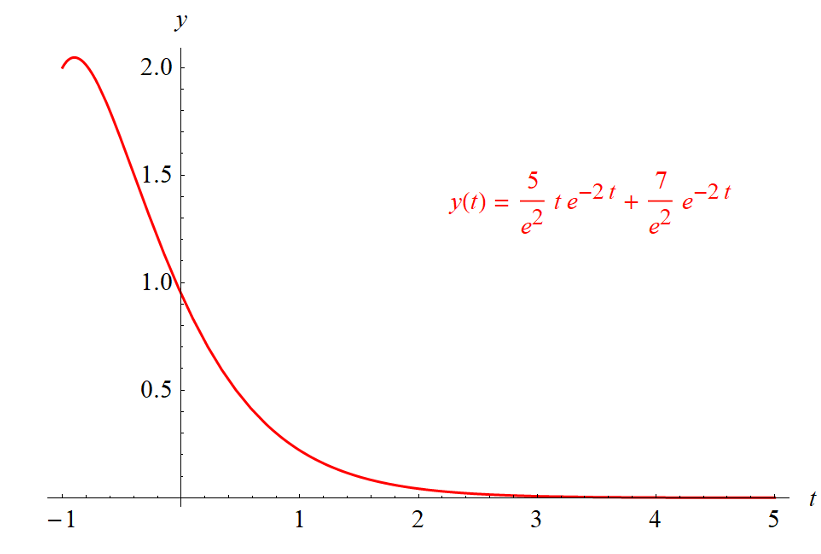 y
2.0
1.5
y(t) = 5/e² t e⁻²ᵗ + 7/e² e⁻²ᵗ
1.0
0.5
−1 1 2 3 4 5 t